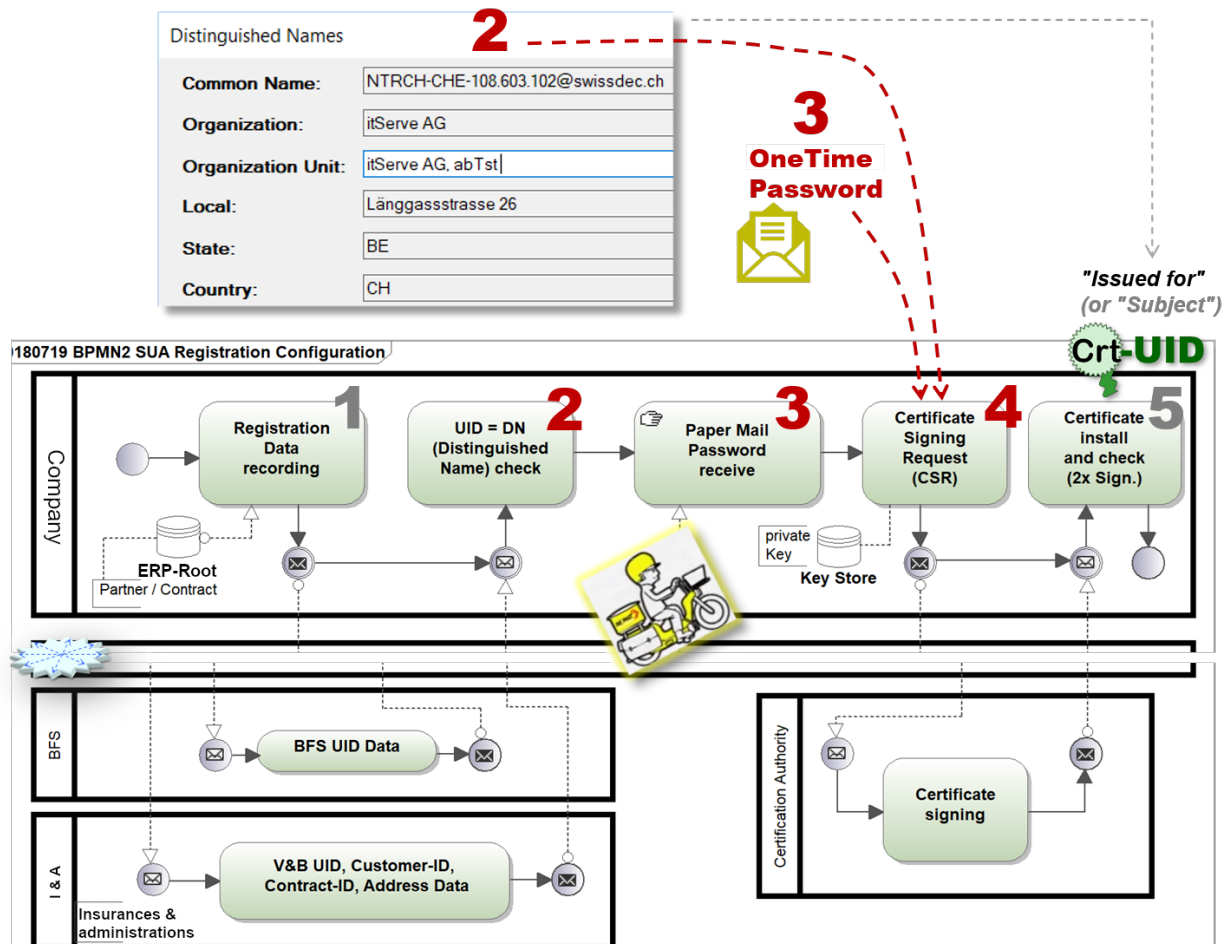 Distinguished Names
2
Common Name:
NTRCH-CHE-108.603.102@swissdec.ch
Organization:
itServe AG
Organization Unit:
itServe AG, abTst
Local:
Länggassstrasse 26
State:
BE
Country:
CH
3
OneTime
Password
"Issued for"
(or "Subject")
Crt-UID
0180719 BPMN2 SUA Registration Configuration
Company
1
Registration
Data
recording
2
UID = DN
(Distinguished
Name) check
3
Paper Mail
Password
receive
4
Certificate
Signing
Request
(CSR)
5
Certificate
install
and check
(2x Sign.)
ERP-Root
Partner / Contract
private
Key
Key Store
BFS
BFS UID Data
Certification Authority
Certificate
signing
I & A
V&B UID, Customer-ID,
Contract-ID, Address Data
Insurances &
administrations